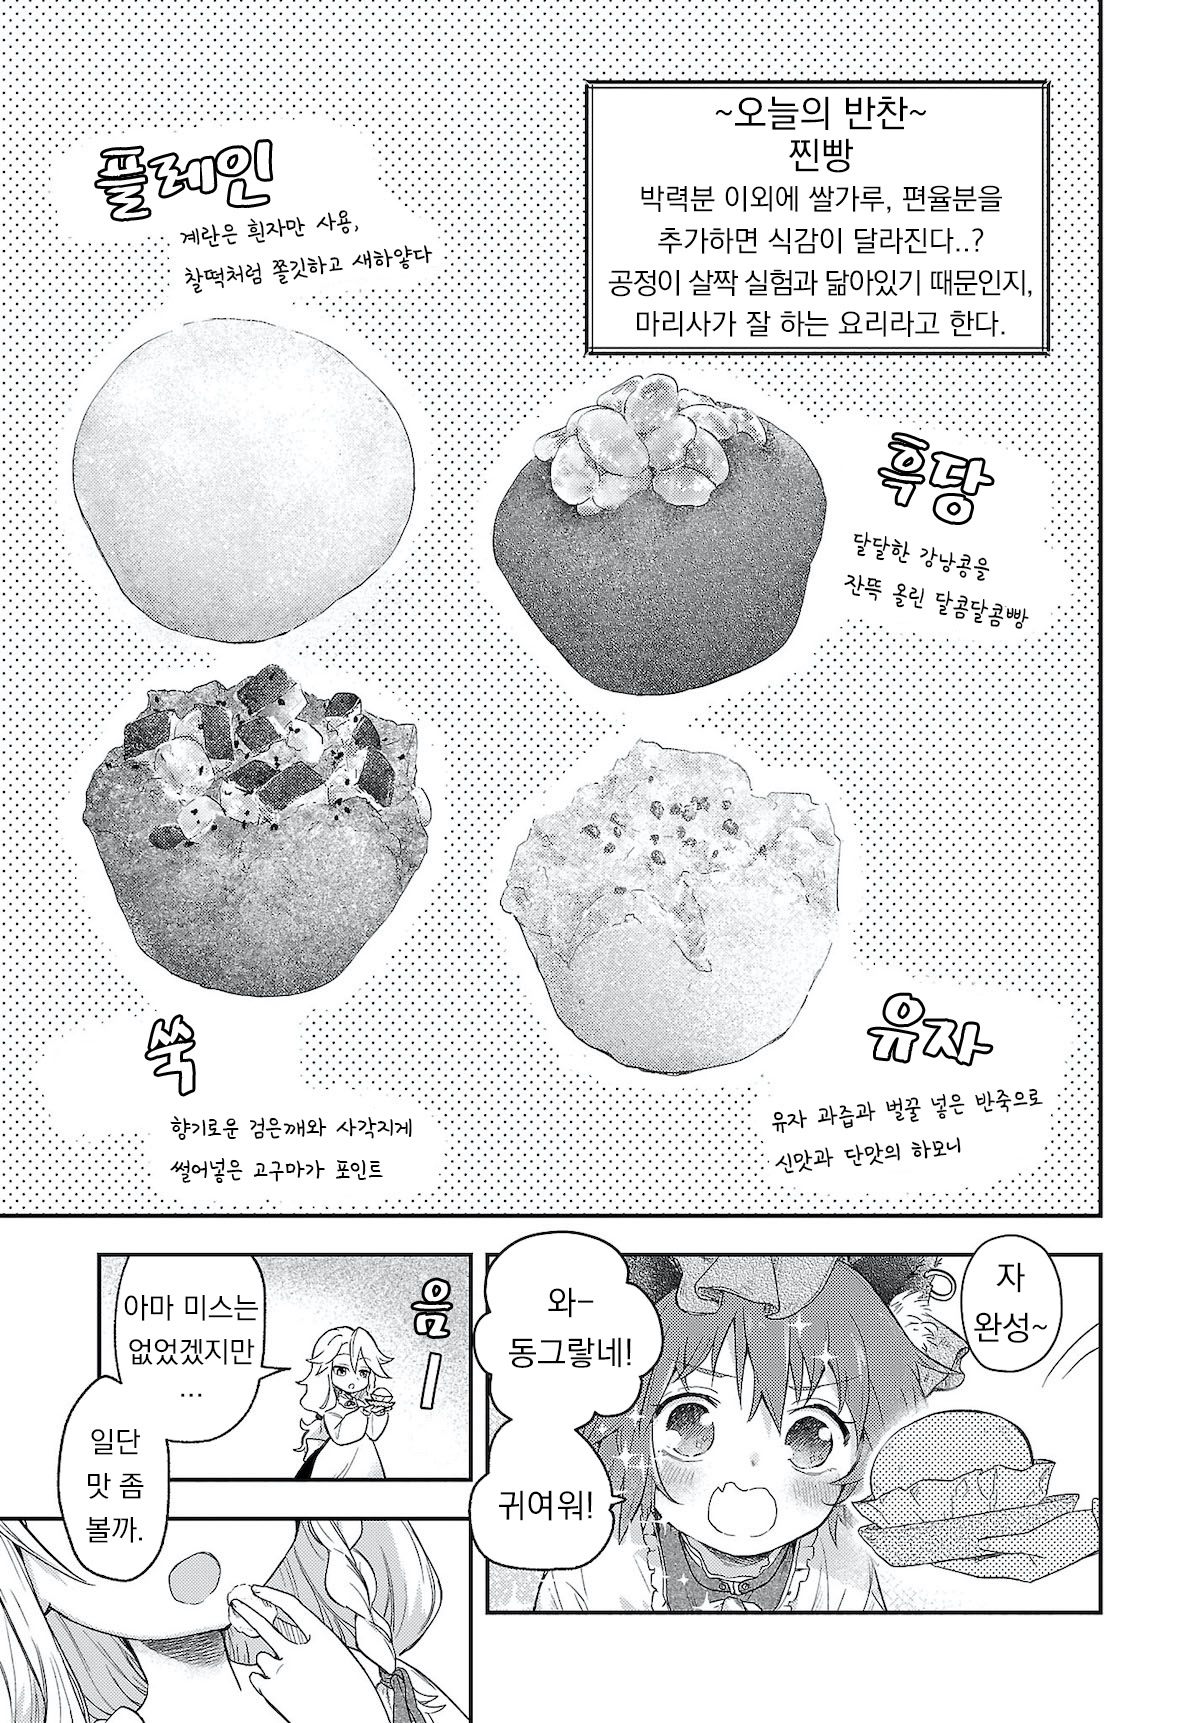 ~오늘의 반찬~
찐빵
박력분 이외에 쌀가루, 편율분을
추가하면 식감이 달라진다..?
공정이 살짝 실험과 닮아있기 때문인지,
마리사가 잘 하는 요리라고 한다.
플레인
계란은 흰자만 사용,
찰떡처럼 쫄깃하고 새하얗다
흑당
달달한 강낭콩을
잔뜩 올린 달콤달콤빵
쑥
향기로운 검은깨와 사각지게
썰어넣은 고구마가 포인트
유자
유자 과즙과 벌꿀 넣은 반죽으로
신맛과 단맛의 하모니
자
완성~
와-
동그랗네!
귀여워!
음ㅡ
아마 미스는
없었겠지만
…
일단
맛 좀
볼까.